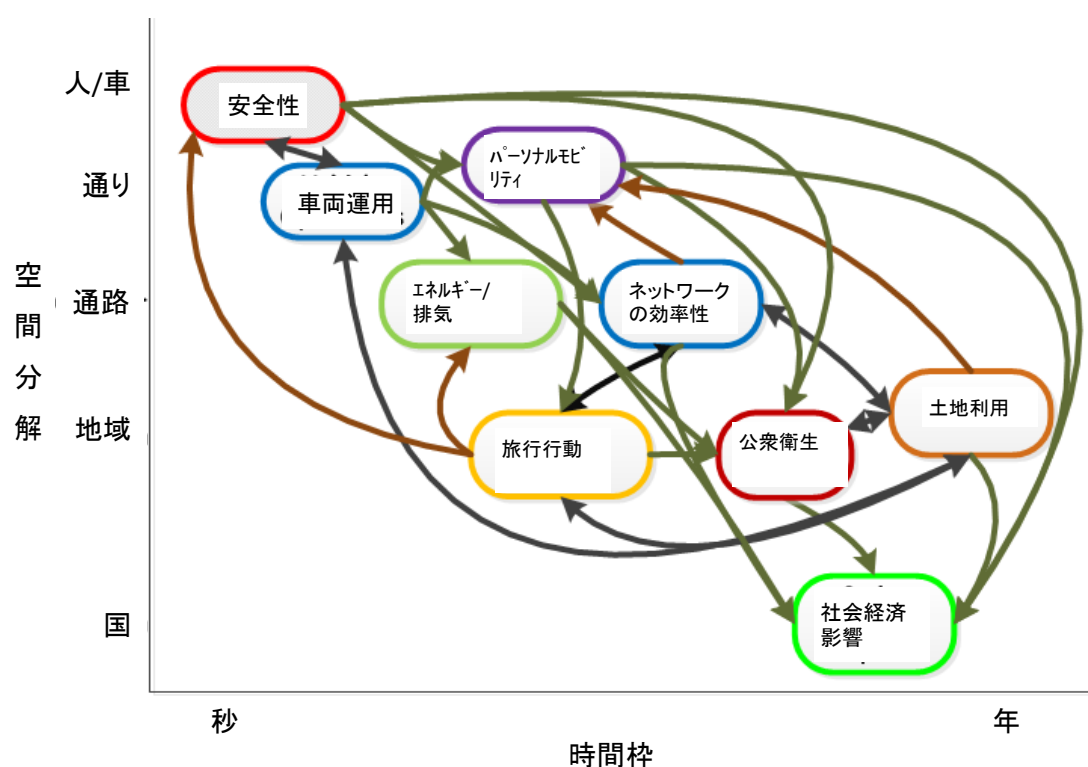 人/車
安全性
パーソナルモビ
リティ
通り
車両運用
空
間
分
解
通路
エネルギー/
排気
ネットワーク
の効率性
地域
旅行行動
公衆衛生
土地利用
国
社会経済
影響
秒
年
時間枠